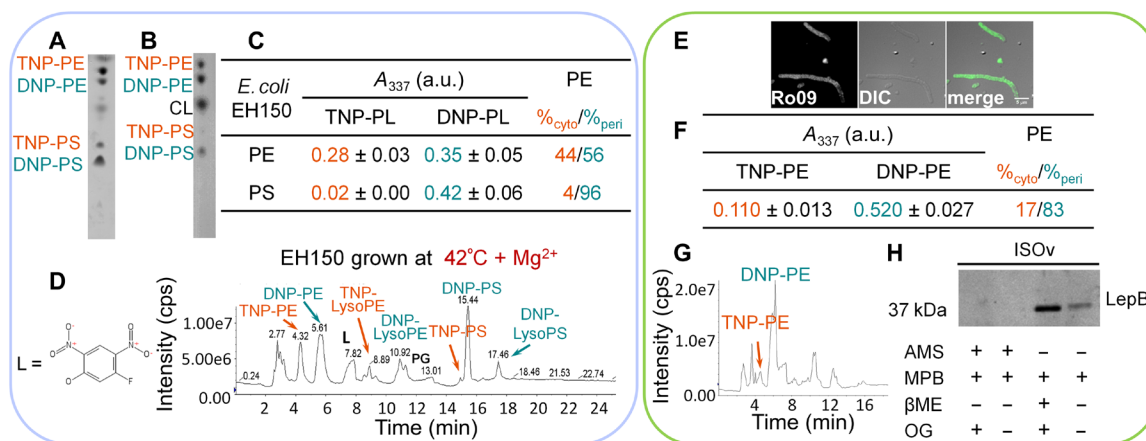 A
TNP-PE
DNP-PE
TNP-PS
DNP-PS
B
TNP-PE
DNP-PE
CL
TNP-PS
DNP-PS
C
E. coli EH150
A337 (a.u.)
PE
TNP-PL DNP-PL %cyto/%peri
PE 0.28 ± 0.03 0.35 ± 0.05 44/56
PS 0.02 ± 0.00 0.42 ± 0.06 4/96
D
L =
N+
O-
O
N+
O-
O
O
F
EH150 grown at 42°C + Mg2+
Intensity (cps)
1.00e7
5.00e6
0.00
0.24
2.77
TNP-PE
4.32
DNP-PE
5.61
L
7.82
TNP-
LysoPE
8.89
DNP-
LysoPE
10.92
PG
13.01
TNP-PS
DNP-PS
15.44
DNP-
LysoPS
17.46
18.46
21.53
22.74
0 2 4 6 8 10 12 14 16 18 20 22 24
Time (min)
E
Ro09 DIC merge
F
A337 (a.u.) PE
TNP-PE DNP-PE %cyto/%peri
0.110 ± 0.013 0.520 ± 0.027 17/83
G
Intensity (cps)
2.0e7
1.0e7
0.0
DNP-PE
TNP-PE
4 8 12 16
Time (min)
H
ISOv
37 kDa
LepB
AMS + + – –
MPB + + + +
βME – – + –
OG – + + –